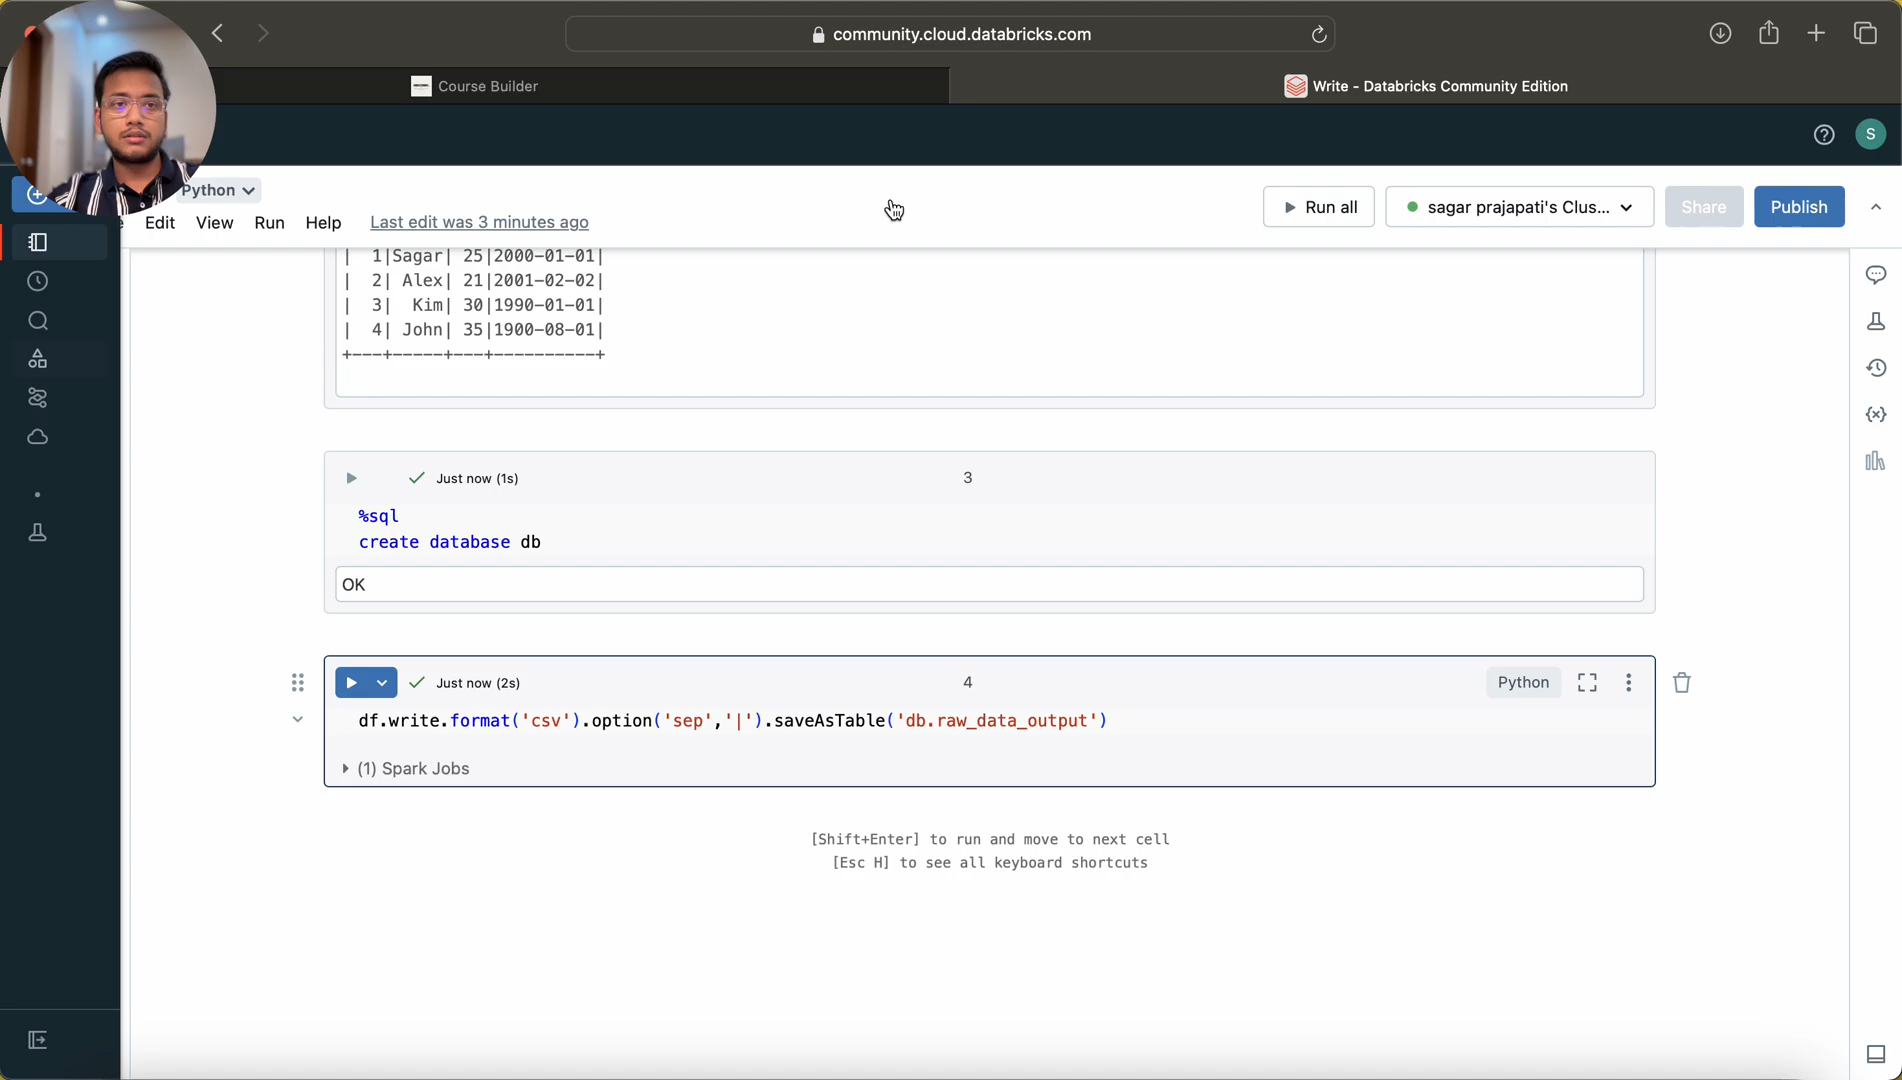 community.cloud.databricks.com
Course Builder
Write - Databricks Community Edition
S
Python
Edit View Run Help Last edit was 3 minutes ago
Run all
sagar prajapati's Clus...
Share
Publish
| 1|Sagar| 25|2000-01-01|
| 2| Alex| 21|2001-02-02|
| 3| Kim| 30|1990-01-01|
| 4| John| 35|1900-08-01|
+---+-----+---+----------+
Just now (1s)
3
%sql
create database db
OK
Just now (2s)
4
Python
df.write.format('csv').option('sep','|').saveAsTable('db.raw_data_output')
(1) Spark Jobs
[Shift+Enter] to run and move to next cell
[Esc H] to see all keyboard shortcuts